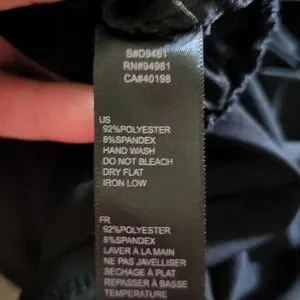 S#D9481
RN#94981
CA#40198
US
92%POLYESTER
8%SPANDEX
HAND WASH
DO NOT BLEACH
DRY FLAT
IRON LOW
FR
92%POLYESTER
8%SPANDEX
LAVER À LA MAIN
NE PAS JAVELLISER
SECHAGE À PLAT
REPASSER À BASSE
TEMPERATURE